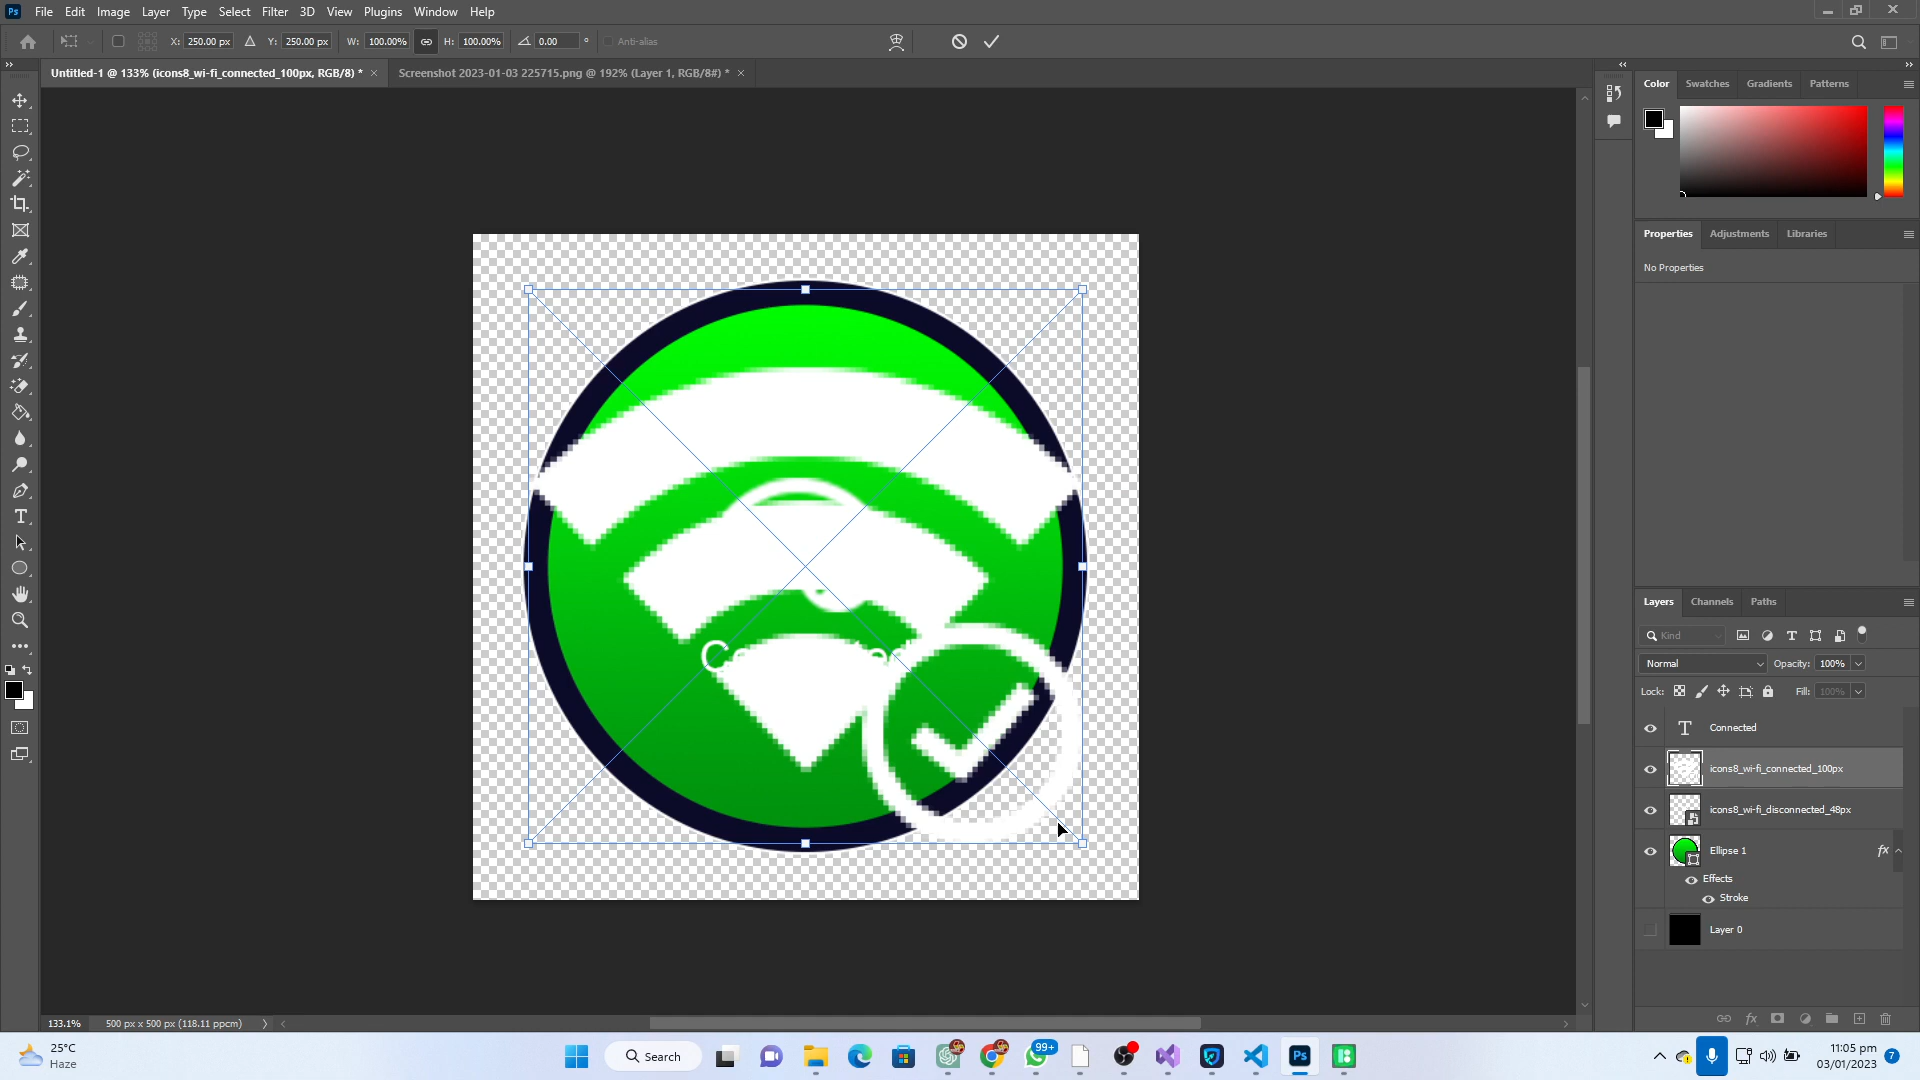 Ps File Edit Image Layer Type Select Filter 3D View Plugins Window Help
X: 250.00 px Y: 250.00 px W: 100.00% H: 100.00% 0.00 ° Anti-alias
Untitled-1 @ 133% (icons8_wi-fi_connected_100px, RGB/8) * × Screenshot 2023-01-03 225715.png @ 192% (Layer 1, RGB/8#) * ×
Color Swatches Gradients Patterns
Properties Adjustments Libraries
No Properties
Layers Channels Paths
Kind
Normal Opacity: 100%
Lock: Fill: 100%
T Connected
icons8_wi-fi_connected_100px
icons8_wi-fi_disconnected_48px
Ellipse 1 fx
Effects
Stroke
Layer 0
133.1% 500 px x 500 px (118.11 ppcm)
25°C
Haze
Search
99+
Ps
11:05 pm
03/01/2023
7